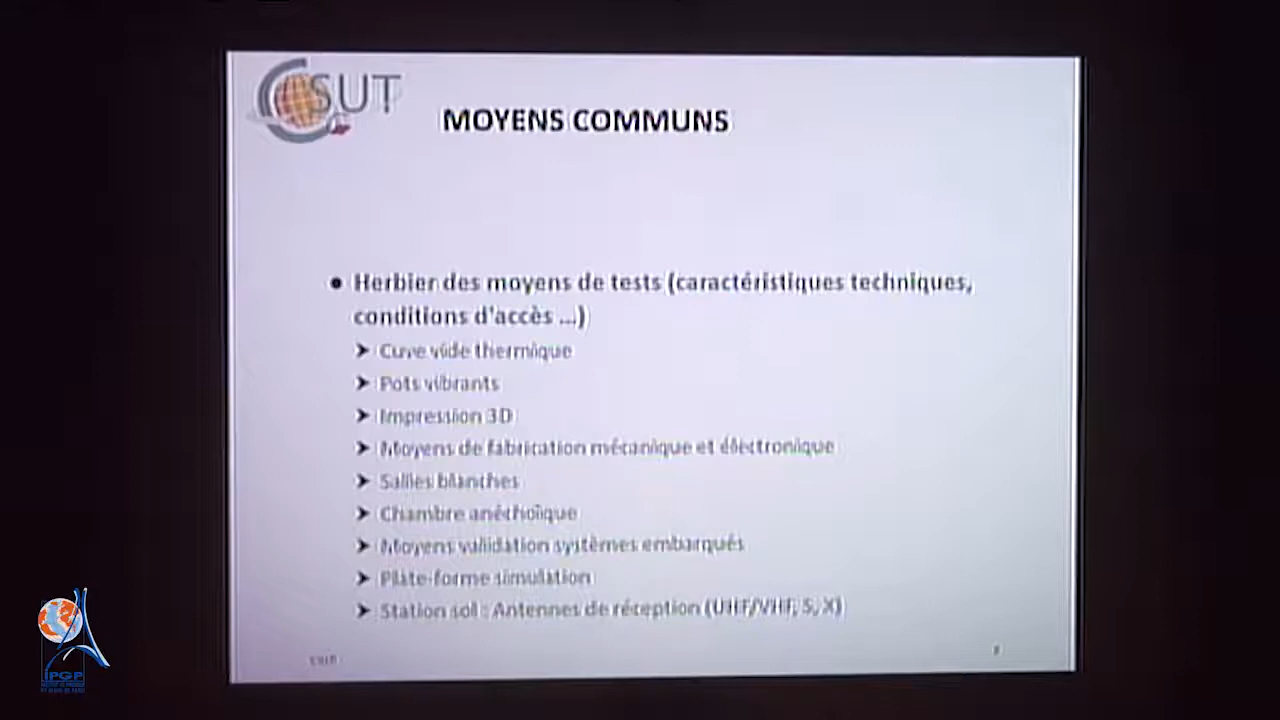 CSUT
MOYENS COMMUNS
● Herbier des moyens de tests (caractéristiques techniques,
conditions d'accès ...)
➤ Cuve vide thermique
➤ Pots vibrants
➤ Impression 3D
➤ Moyens de fabrication mécanique et électronique
➤ Salles blanches
➤ Chambre anéchoïque
➤ Moyens validation systèmes embarqués
➤ Plate-forme simulation
➤ Station sol : Antennes de réception (UHF/VHF, S, X)
IPGP